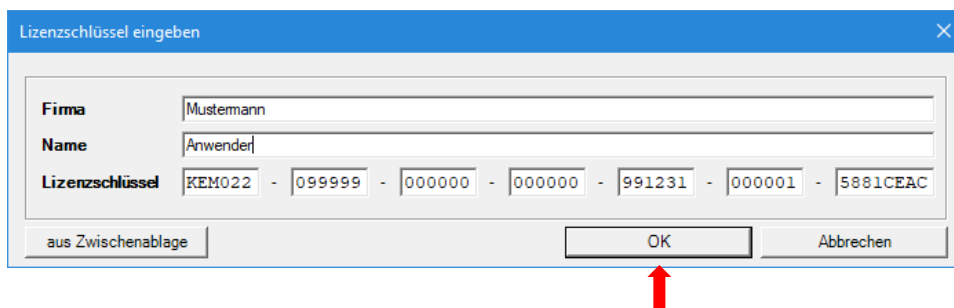 Lizenzschlüssel eingeben
Firma Mustermann
Name Anwender
Lizenzschlüssel KEM022 - 099999 - 000000 - 000000 - 991231 - 000001 - 5881CEAC
aus Zwischenablage OK Abbrechen